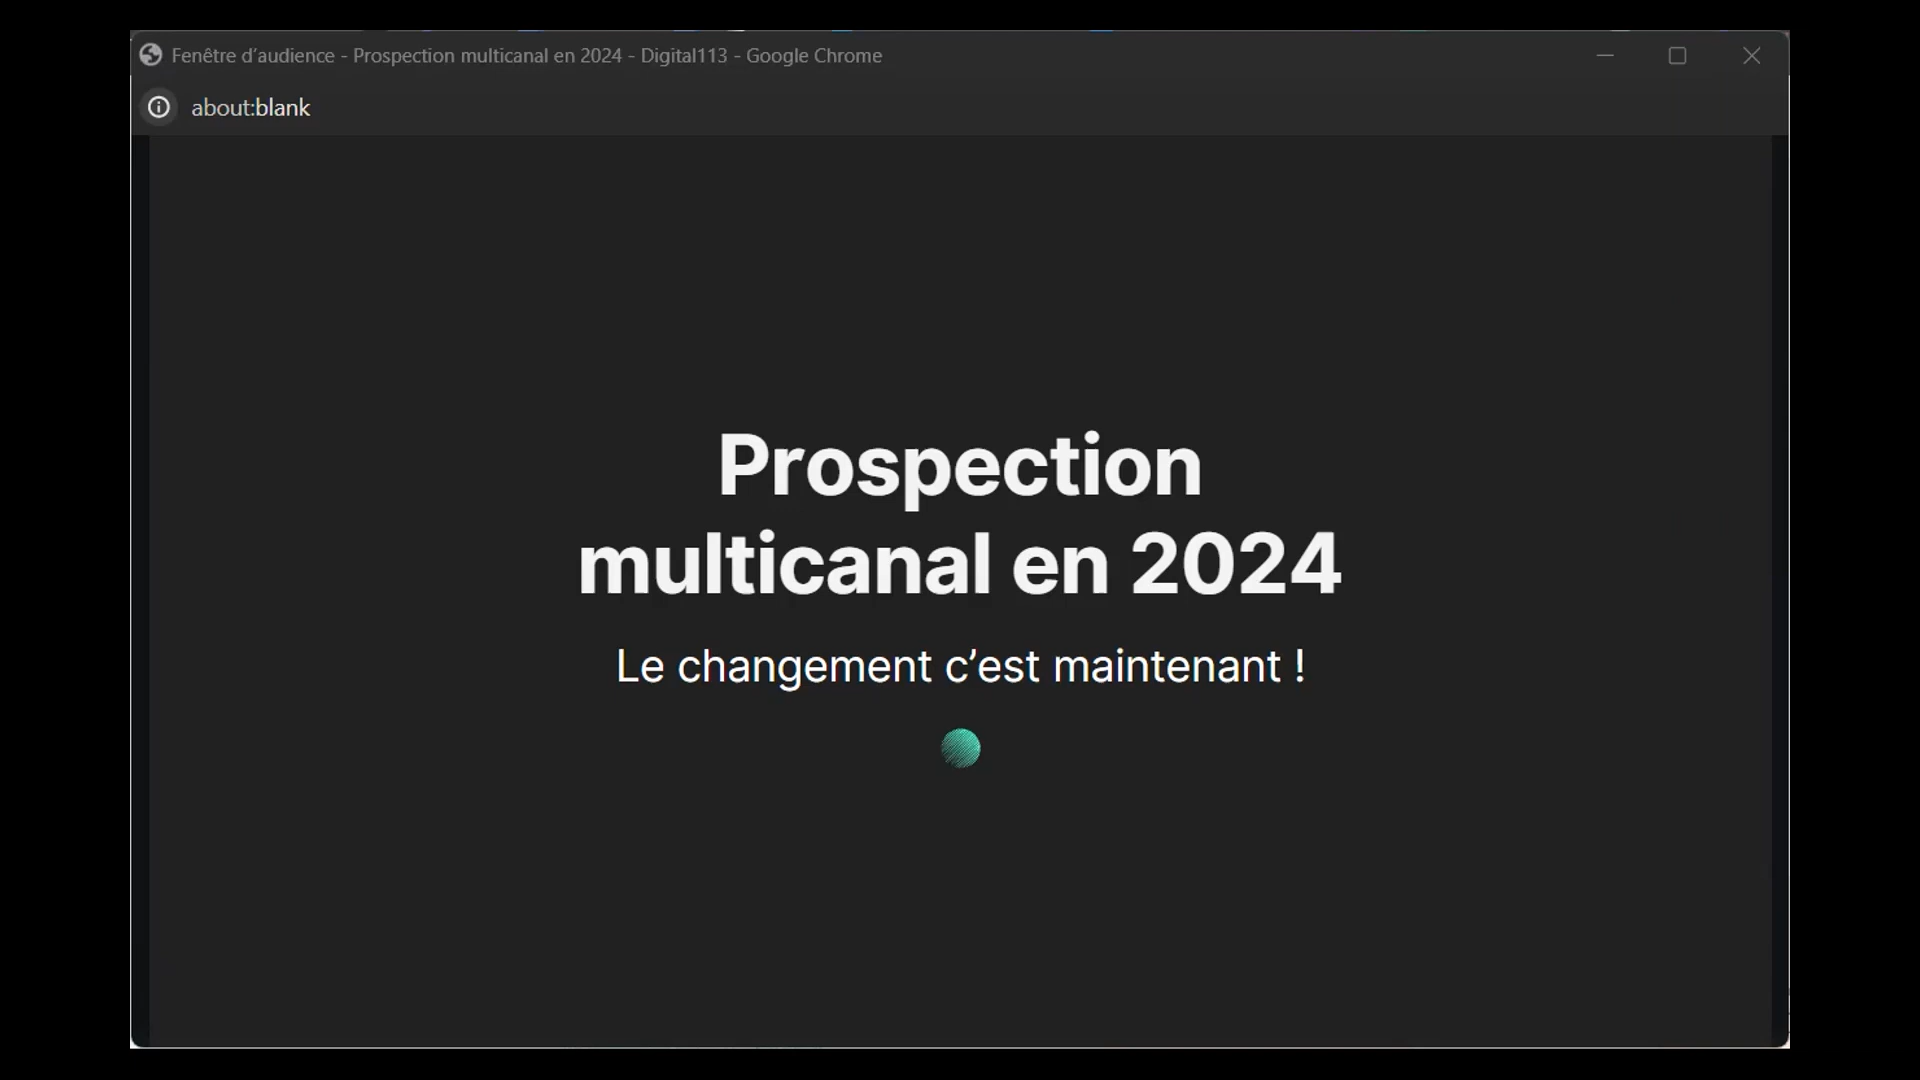 Fenêtre d’audience - Prospection multicanal en 2024 - Digital113 - Google Chrome
about:blank
Prospection
multicanal en 2024
Le changement c’est maintenant !